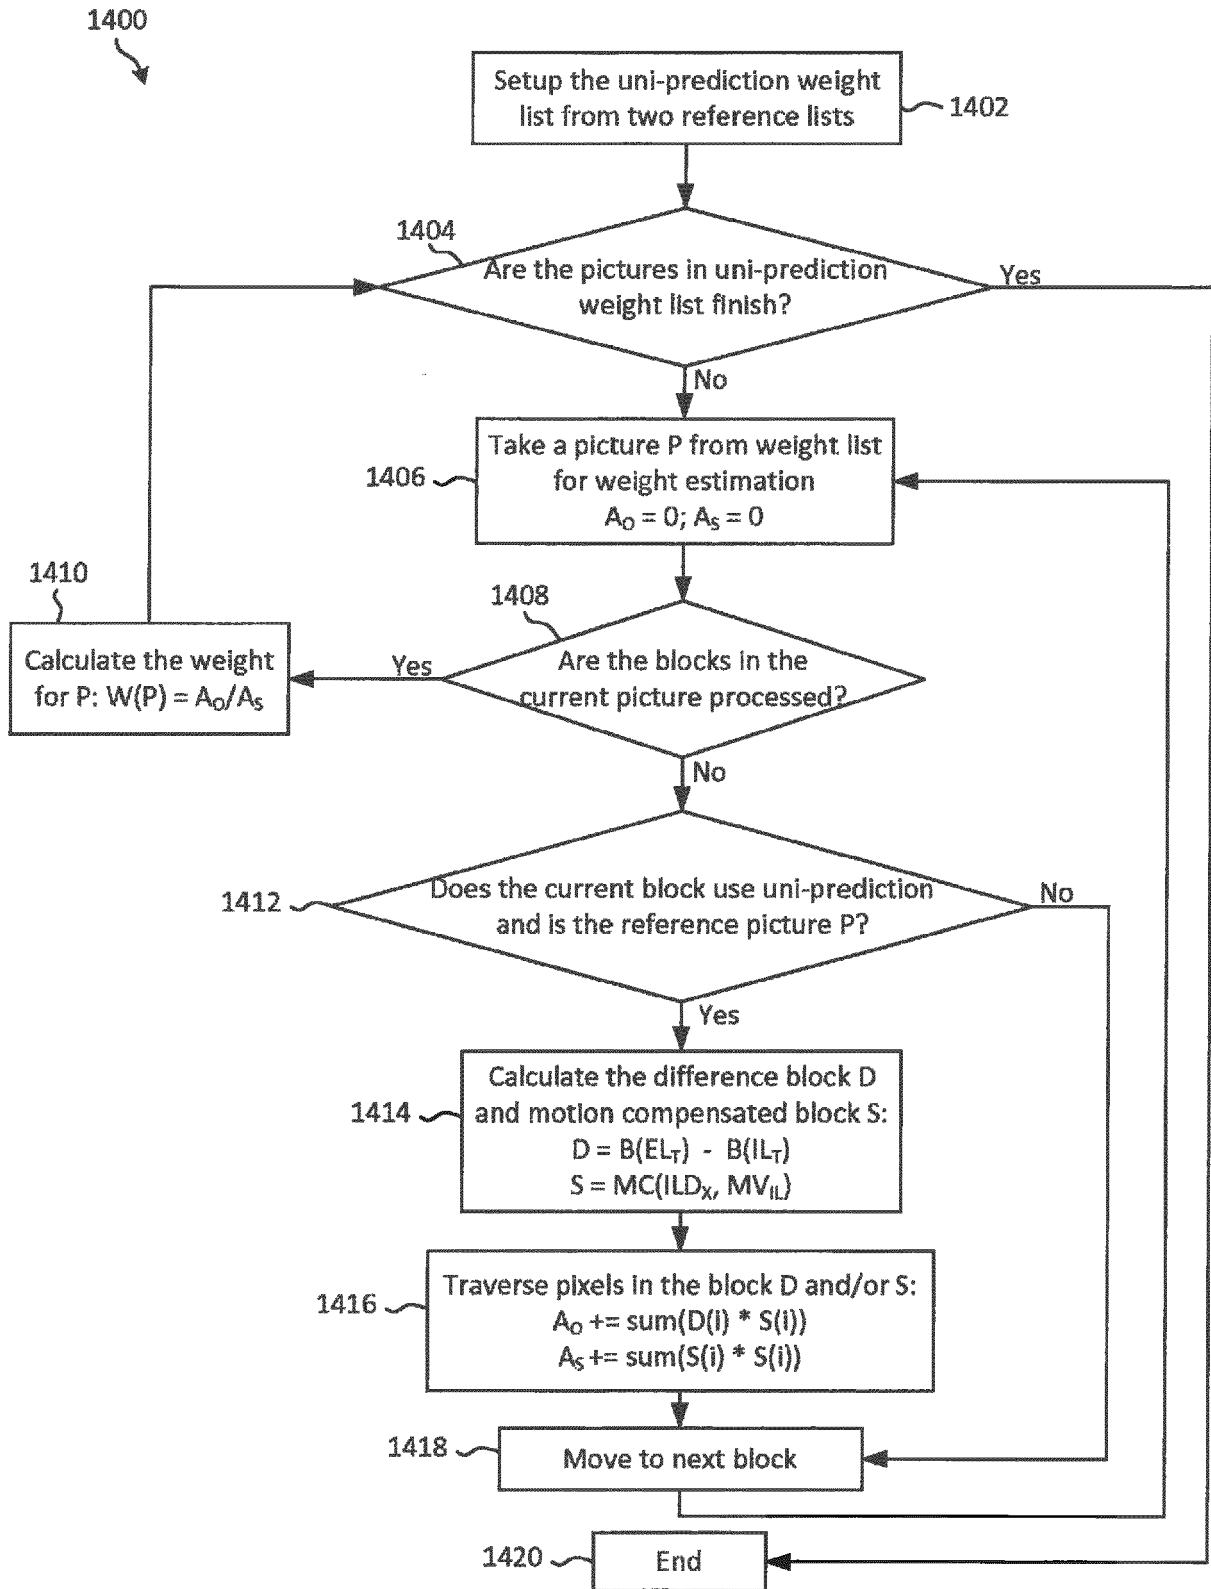 1400
Setup the uni-prediction weight
list from two reference lists
1402
1404
Are the pictures in uni-prediction
weight list finish?
Yes
No
Take a picture P from weight list
for weight estimation
A_O = 0; A_S = 0
1406
1408
Are the blocks in the
current picture processed?
Yes
1410
Calculate the weight
for P: W(P) = A_O/A_S
No
1412
Does the current block use uni-prediction
and is the reference picture P?
No
Yes
1414
Calculate the difference block D
and motion compensated block S:
D = B(EL_T) - B(IL_T)
S = MC(ILD_X, MV_IL)
1416
Traverse pixels in the block D and/or S:
A_O += sum(D(i) * S(i))
A_S += sum(S(i) * S(i))
1418
Move to next block
1420
End